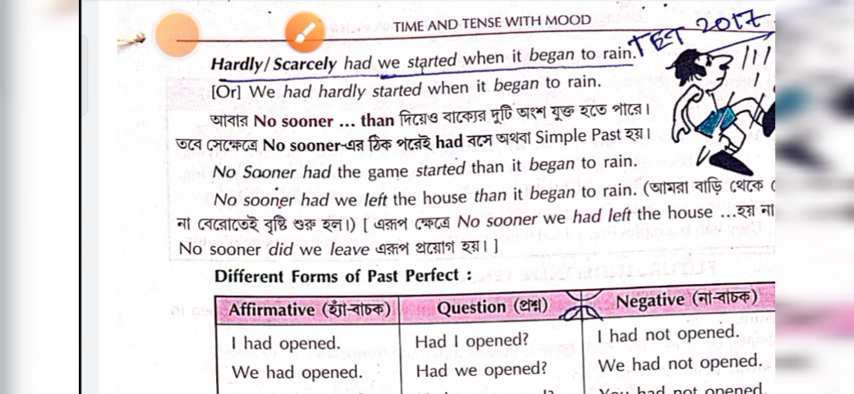 TIME AND TENSE WITH MOOD
Hardly/Scarcely had we started when it began to rain. TET 2017
[Or] We had hardly started when it began to rain.
আবার No sooner ... than দিয়েও বাক্যের দুটি অংশ যুক্ত হতে পারে।
তবে সেক্ষেত্রে No sooner-এর ঠিক পরেই had বসে অথবা Simple Past হয়।
No Sooner had the game started than it began to rain.
No sooner had we left the house than it began to rain. (আমরা বাড়ি থেকে
না বেরোতেই বৃষ্টি শুরু হল।) [ এরূপ ক্ষেত্রে No sooner we had left the house ...হয় না
No sooner did we leave এরূপ প্রয়োগ হয়। ]
Different Forms of Past Perfect :
Affirmative (হ্যাঁ-বাচক) Question (প্রশ্ন) Negative (না-বাচক)
I had opened. Had I opened? I had not opened.
We had opened. Had we opened? We had not opened.
You had not opened.